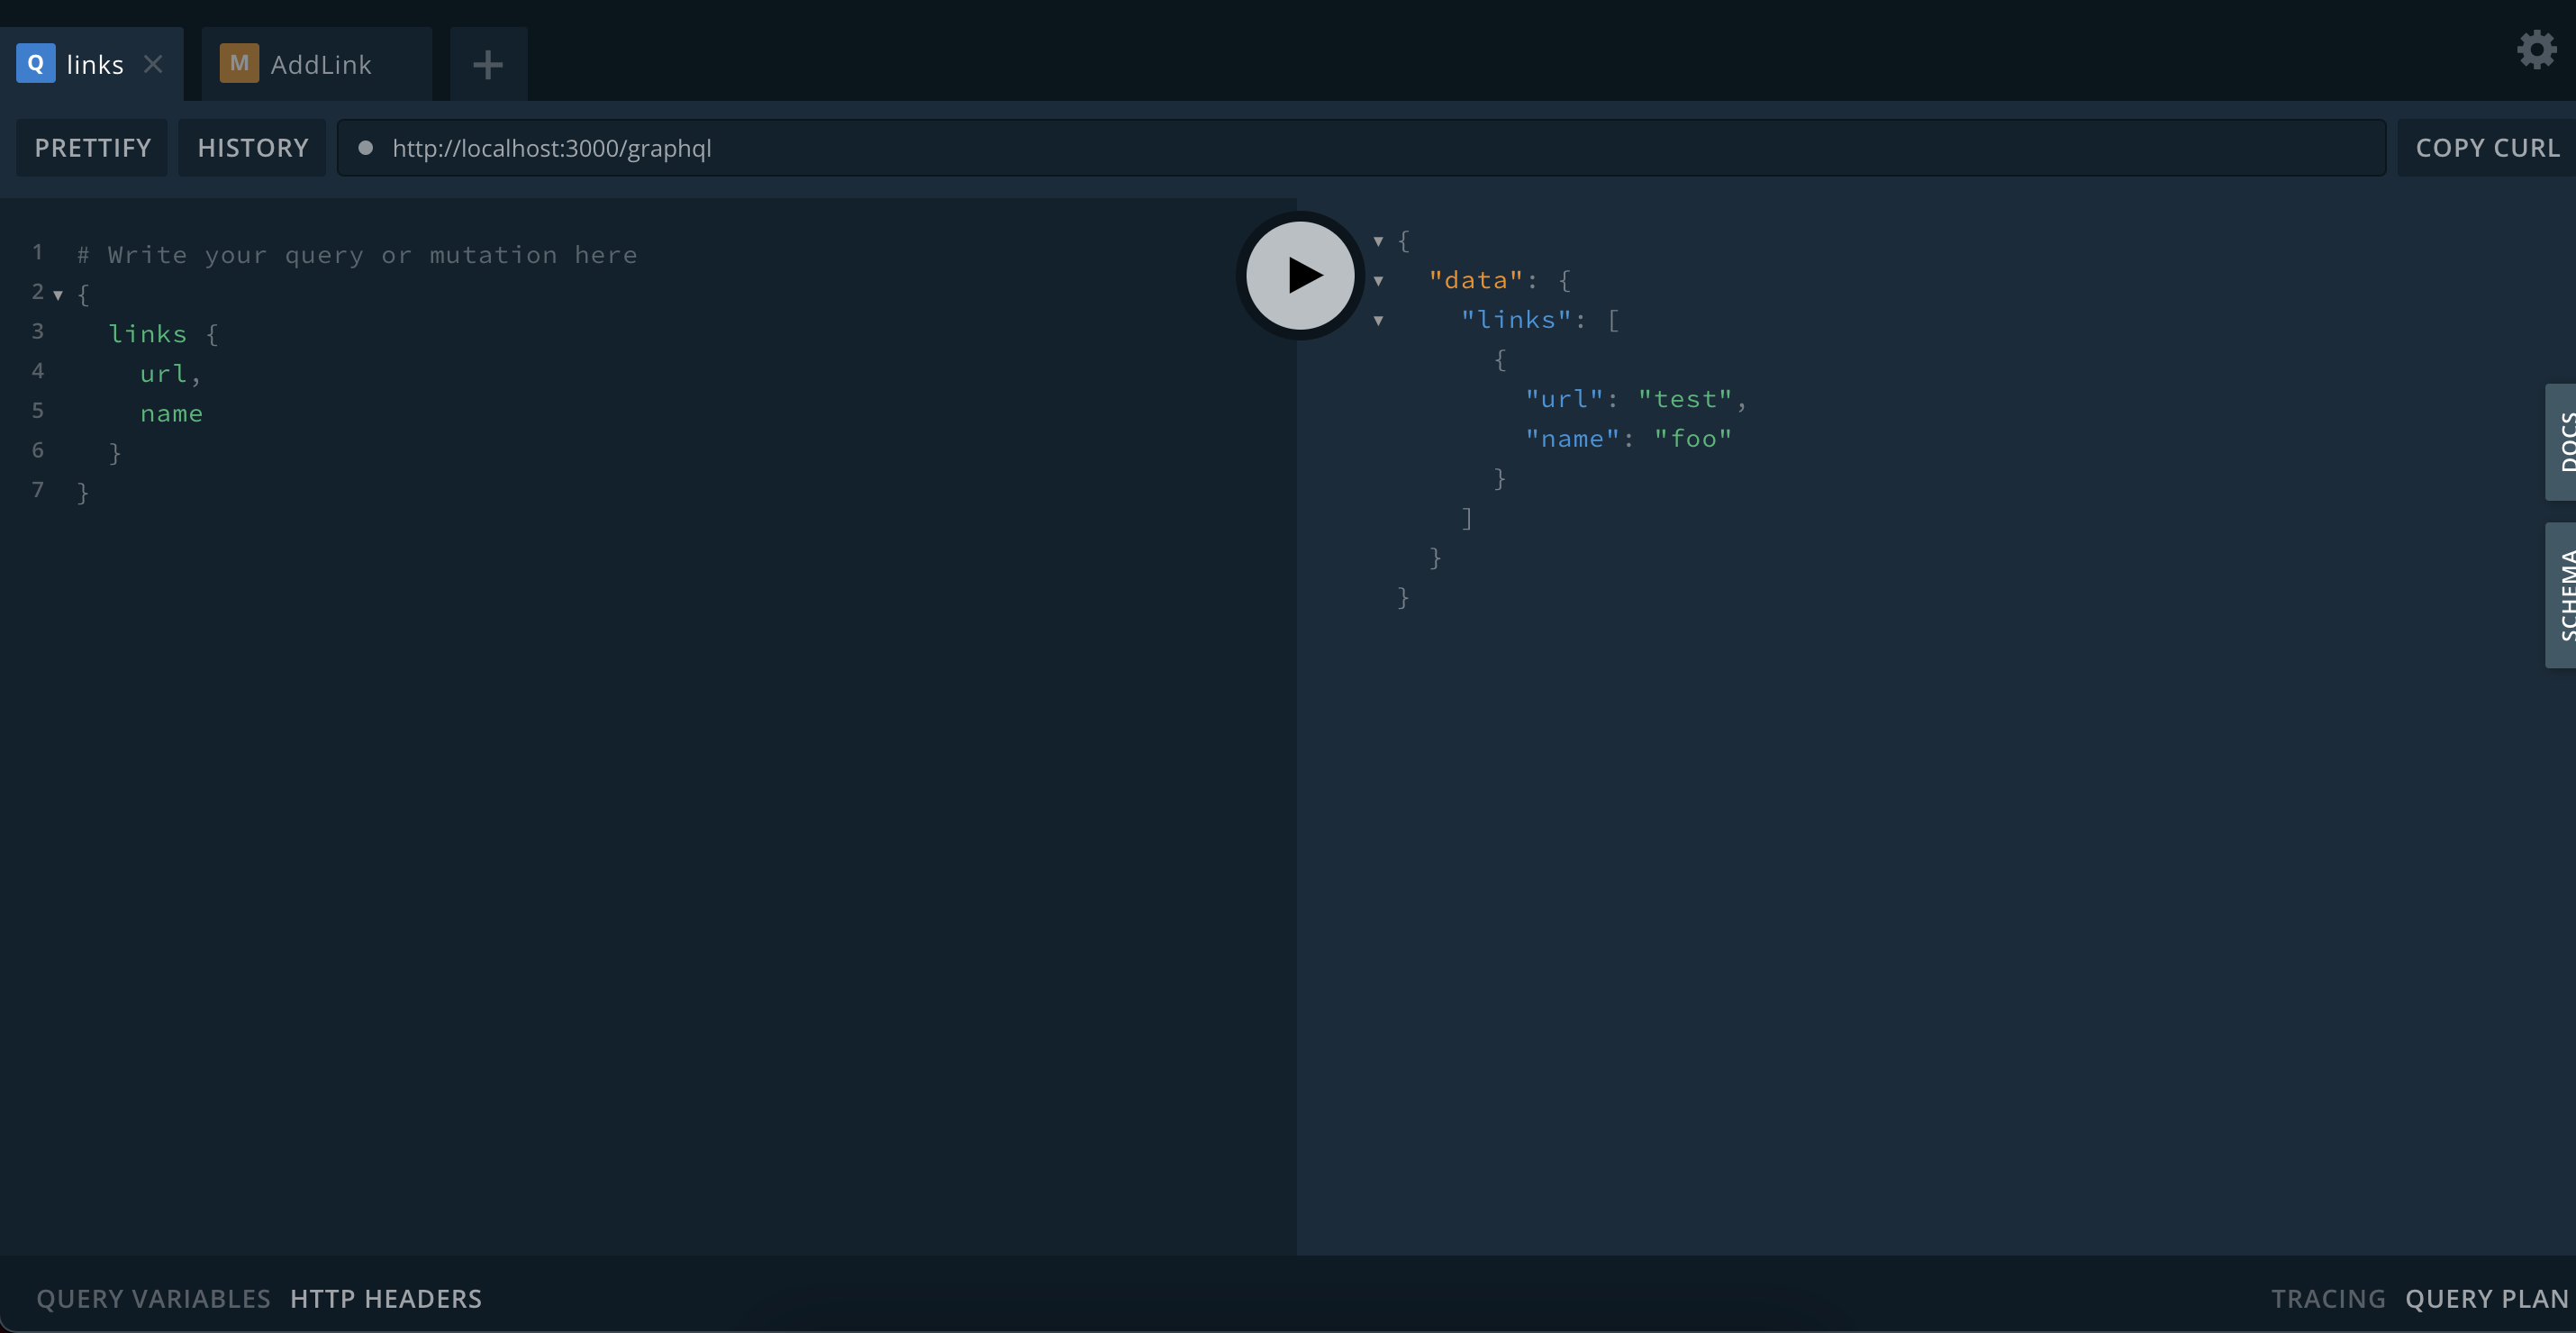 Q links × M AddLink +
PRETTIFY HISTORY http://localhost:3000/graphql COPY CURL
1 # Write your query or mutation here
2 {
3 links {
4 url,
5 name
6 }
7 }
{
"data": {
"links": [
{
"url": "test",
"name": "foo"
}
]
}
}
DOCS
SCHEMA
QUERY VARIABLES HTTP HEADERS
TRACING QUERY PLAN